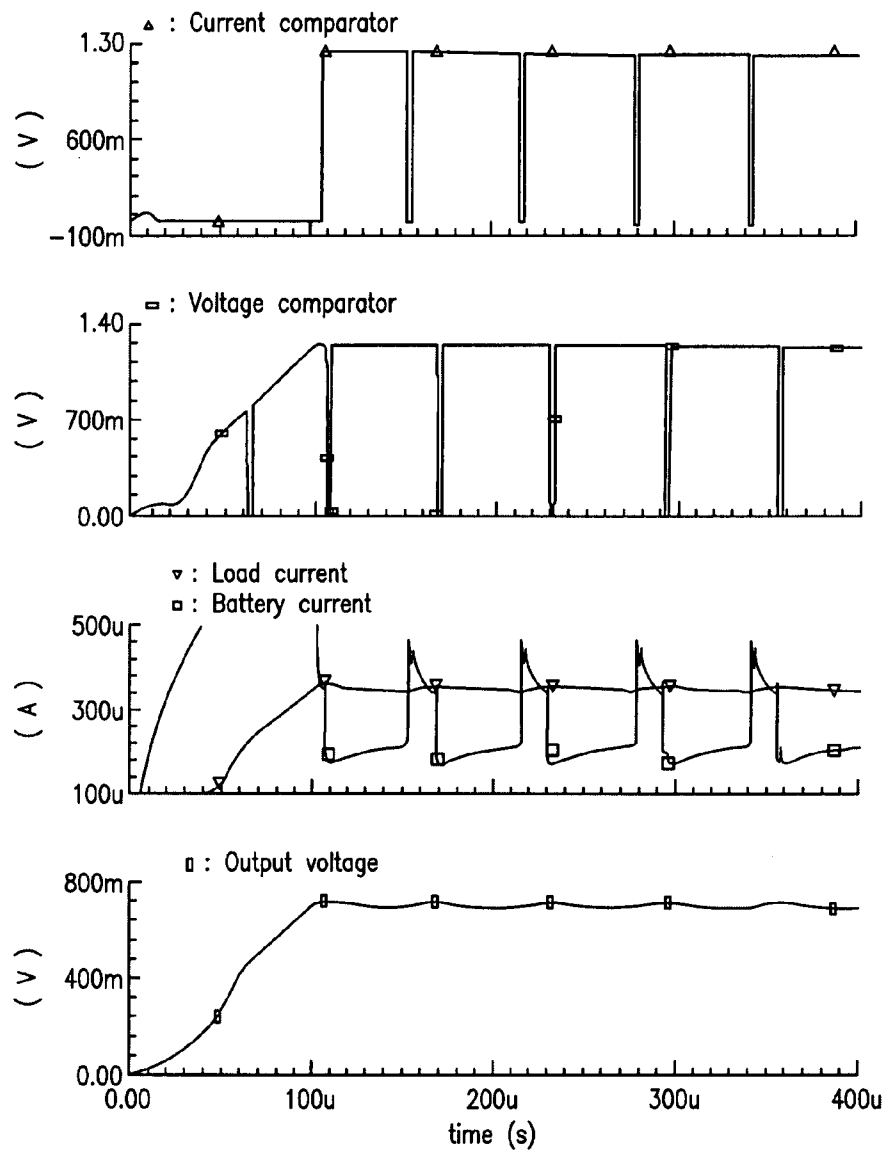 △ : Current comparator
1.30
600m
-100m
( V )
▭ : Voltage comparator
1.40
700m
0.00
( V )
▽ : Load current
□ : Battery current
500u
300u
100u
( A )
▯ : Output voltage
800m
400m
0.00
( V )
0.00 100u 200u 300u 400u
time (s)